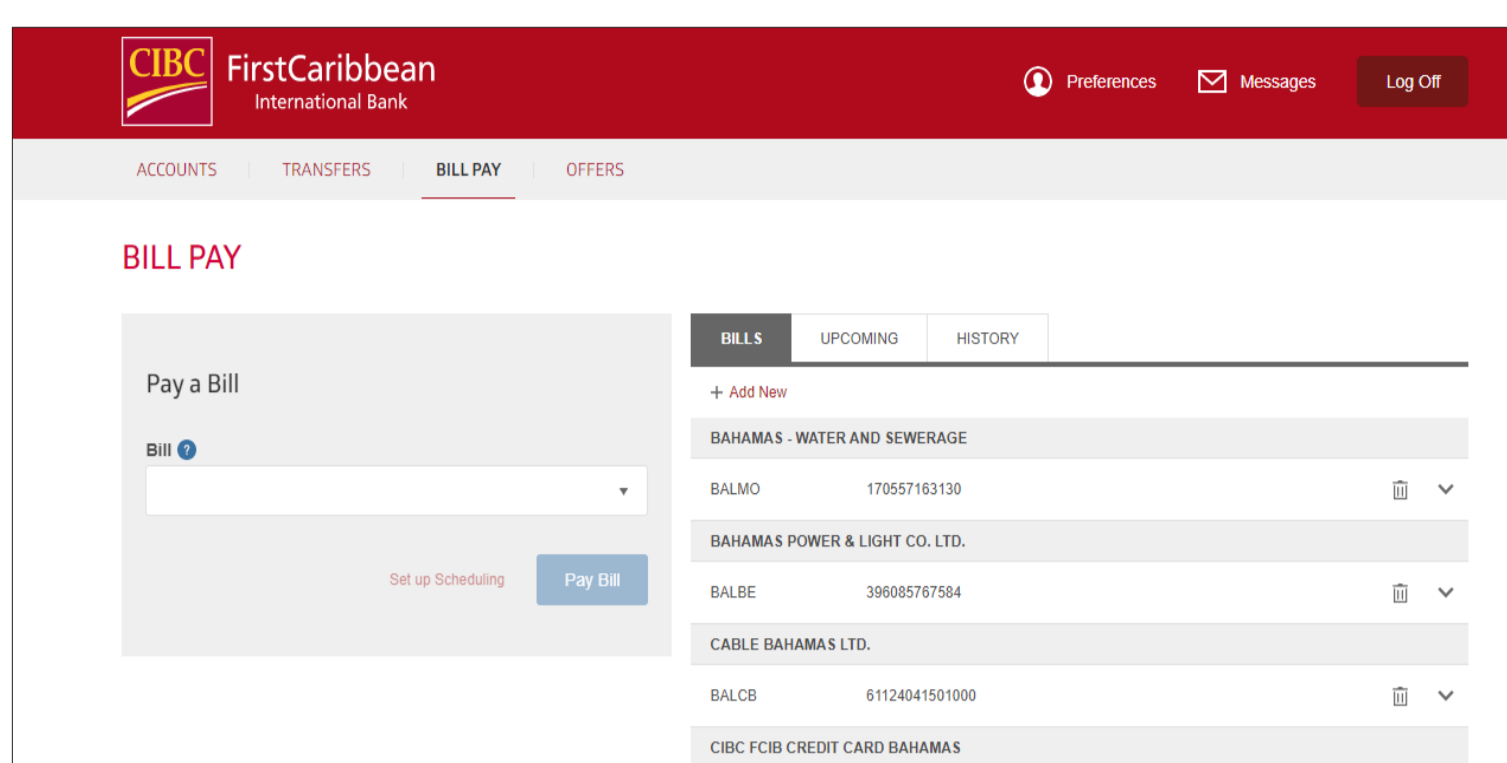 CIBC FirstCaribbean
International Bank
Preferences Messages Log Off
ACCOUNTS TRANSFERS BILL PAY OFFERS
BILL PAY
Pay a Bill
Bill ?
Set up Scheduling Pay Bill
BILLS UPCOMING HISTORY
+ Add New
BAHAMAS - WATER AND SEWERAGE
BALMO 170557163130
BAHAMAS POWER & LIGHT CO. LTD.
BALBE 396085767584
CABLE BAHAMAS LTD.
BALCB 61124041501000
CIBC FCIB CREDIT CARD BAHAMAS